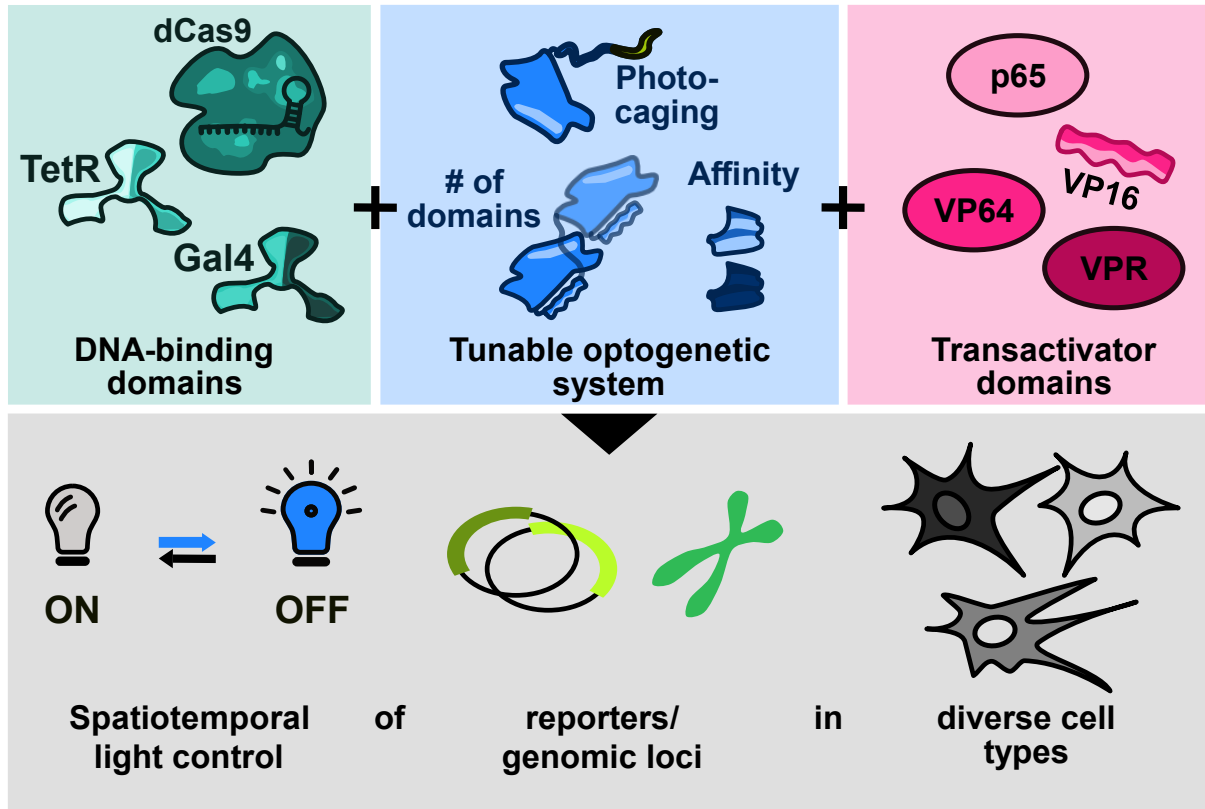 dCas9
TetR
Gal4
DNA-binding
domains
+
Photo-
caging
# of
domains
Affinity
Tunable optogenetic
system
+
p65
VP16
VP64
VPR
Transactivator
domains
ON
OFF
Spatiotemporal
light control
of
reporters/
genomic loci
in
diverse cell
types